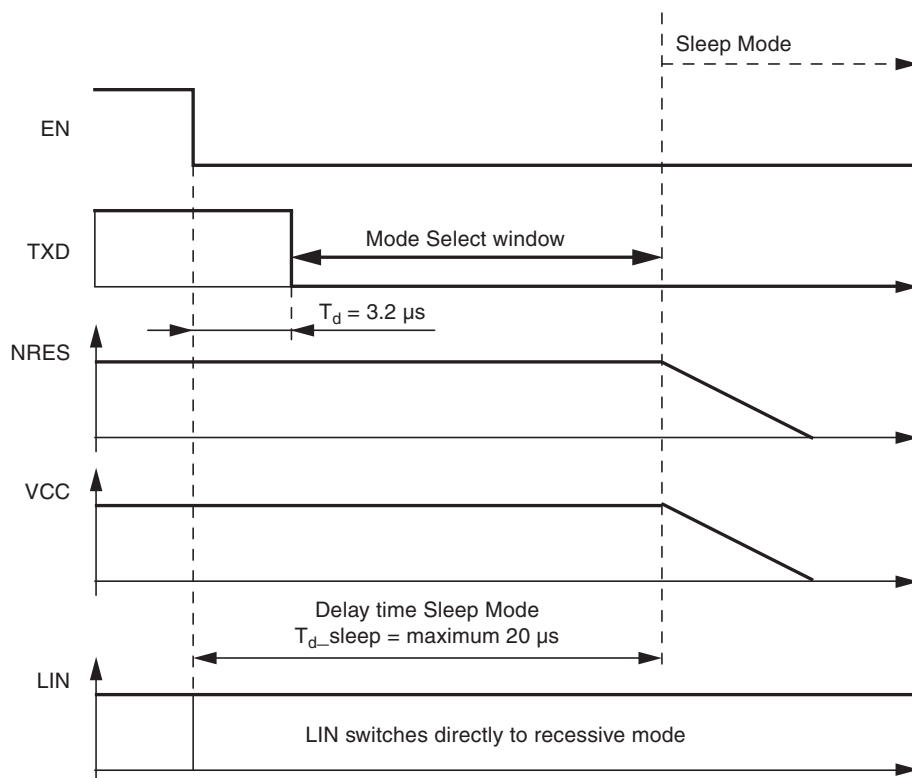 Sleep Mode
EN
TXD
Mode Select window
T_d = 3.2 μs
NRES
VCC
Delay time Sleep Mode
T_d_sleep = maximum 20 μs
LIN
LIN switches directly to recessive mode